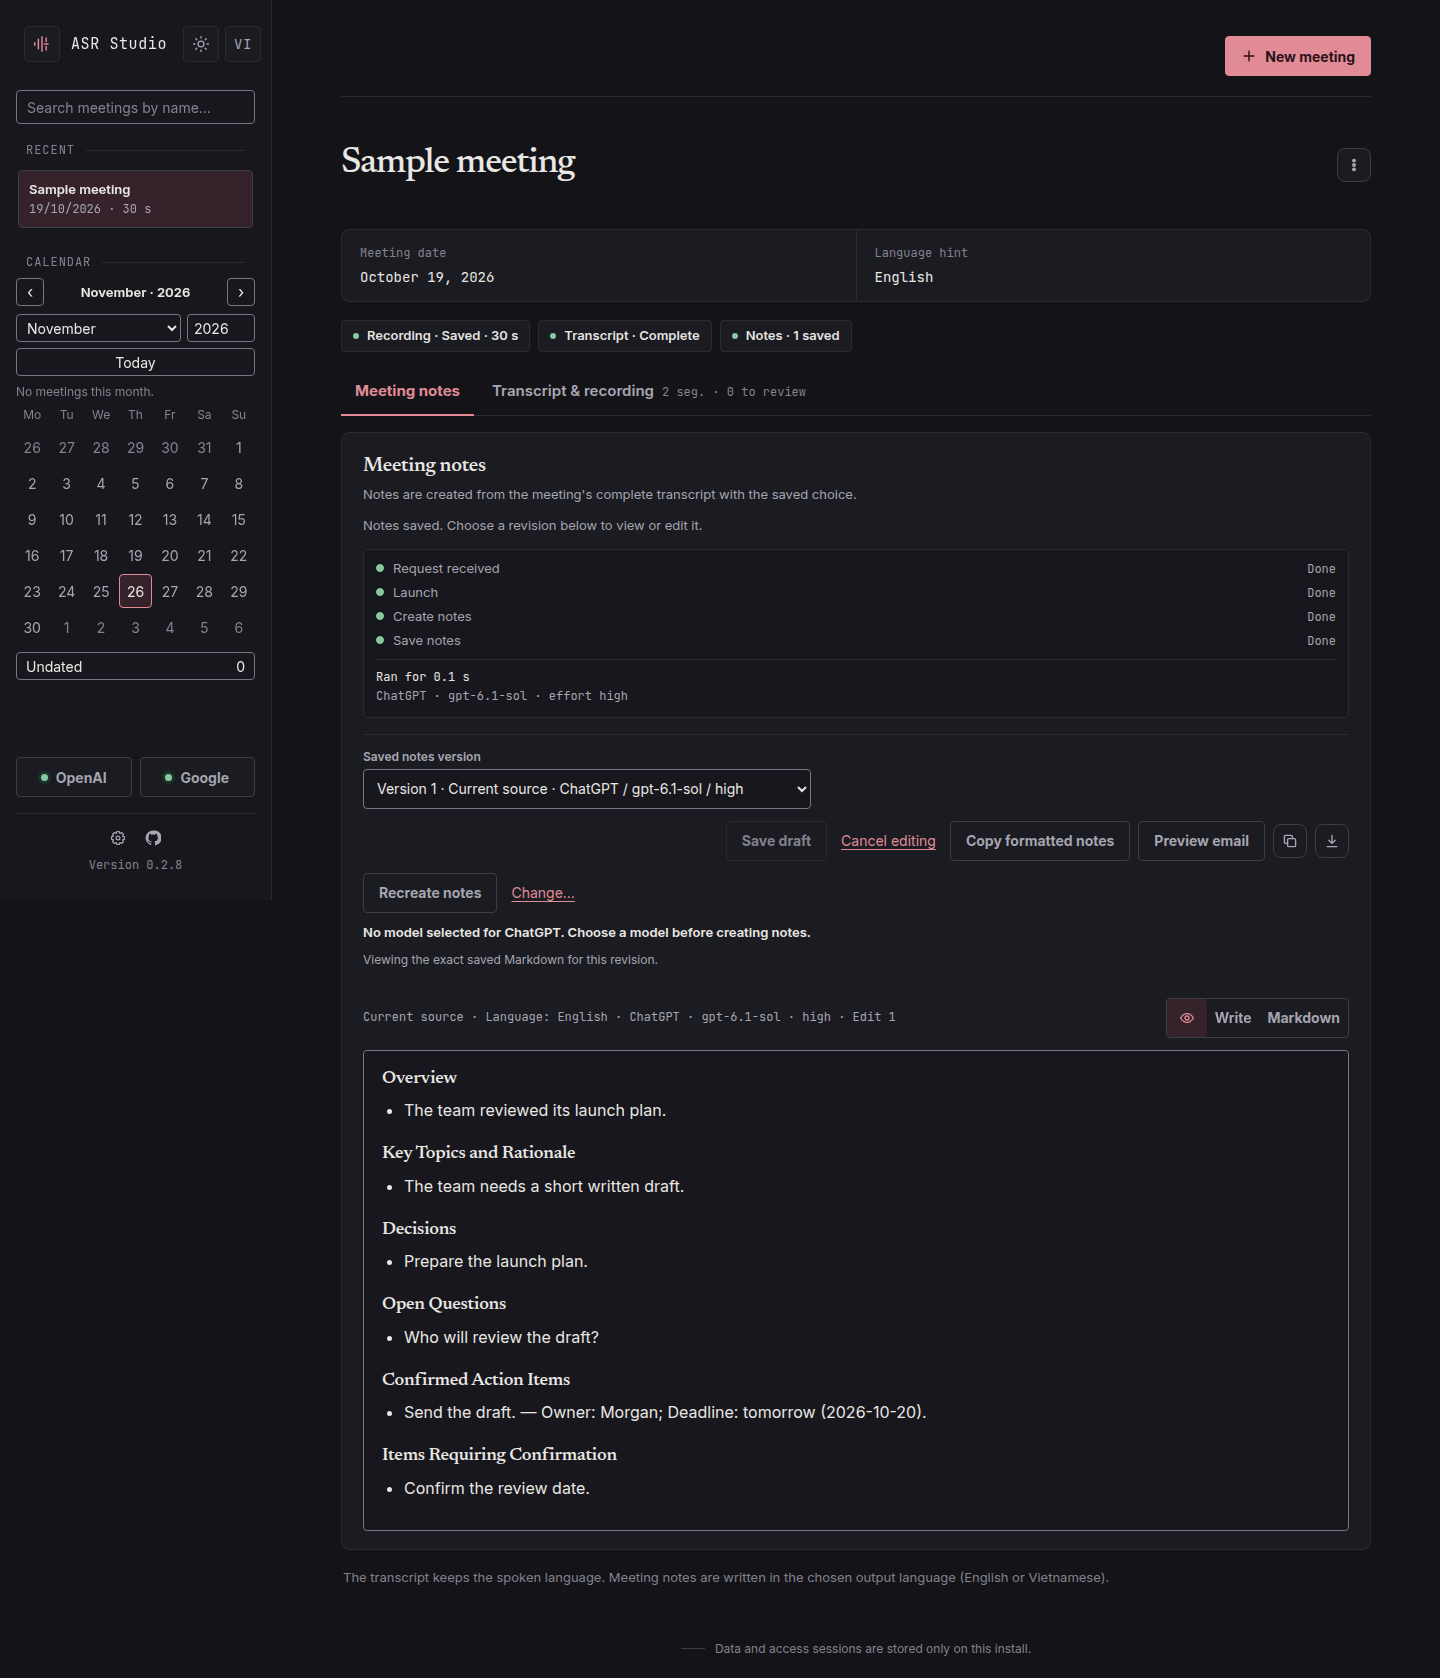 ASR Studio
VI
Search meetings by name...
RECENT
Sample meeting
19/10/2026 · 30 s
CALENDAR
‹ November · 2026 ›
November 2026
Today
No meetings this month.
Mo Tu We Th Fr Sa Su
26 27 28 29 30 31 1
2 3 4 5 6 7 8
9 10 11 12 13 14 15
16 17 18 19 20 21 22
23 24 25 26 27 28 29
30 1 2 3 4 5 6
Undated 0
OpenAI Google
Version 0.2.8
+ New meeting
Sample meeting
Meeting date
October 19, 2026
Language hint
English
Recording · Saved · 30 s
Transcript · Complete
Notes · 1 saved
Meeting notes
Transcript & recording 2 seg. · 0 to review
Meeting notes
Notes are created from the meeting's complete transcript with the saved choice.
Notes saved. Choose a revision below to view or edit it.
Request received Done
Launch Done
Create notes Done
Save notes Done
Ran for 0.1 s
ChatGPT · gpt-6.1-sol · effort high
Saved notes version
Version 1 · Current source · ChatGPT / gpt-6.1-sol / high
Save draft Cancel editing Copy formatted notes Preview email
Recreate notes Change...
No model selected for ChatGPT. Choose a model before creating notes.
Viewing the exact saved Markdown for this revision.
Current source · Language: English · ChatGPT · gpt-6.1-sol · high · Edit 1
Write Markdown
Overview
• The team reviewed its launch plan.
Key Topics and Rationale
• The team needs a short written draft.
Decisions
• Prepare the launch plan.
Open Questions
• Who will review the draft?
Confirmed Action Items
• Send the draft. — Owner: Morgan; Deadline: tomorrow (2026-10-20).
Items Requiring Confirmation
• Confirm the review date.
The transcript keeps the spoken language. Meeting notes are written in the chosen output language (English or Vietnamese).
Data and access sessions are stored only on this install.